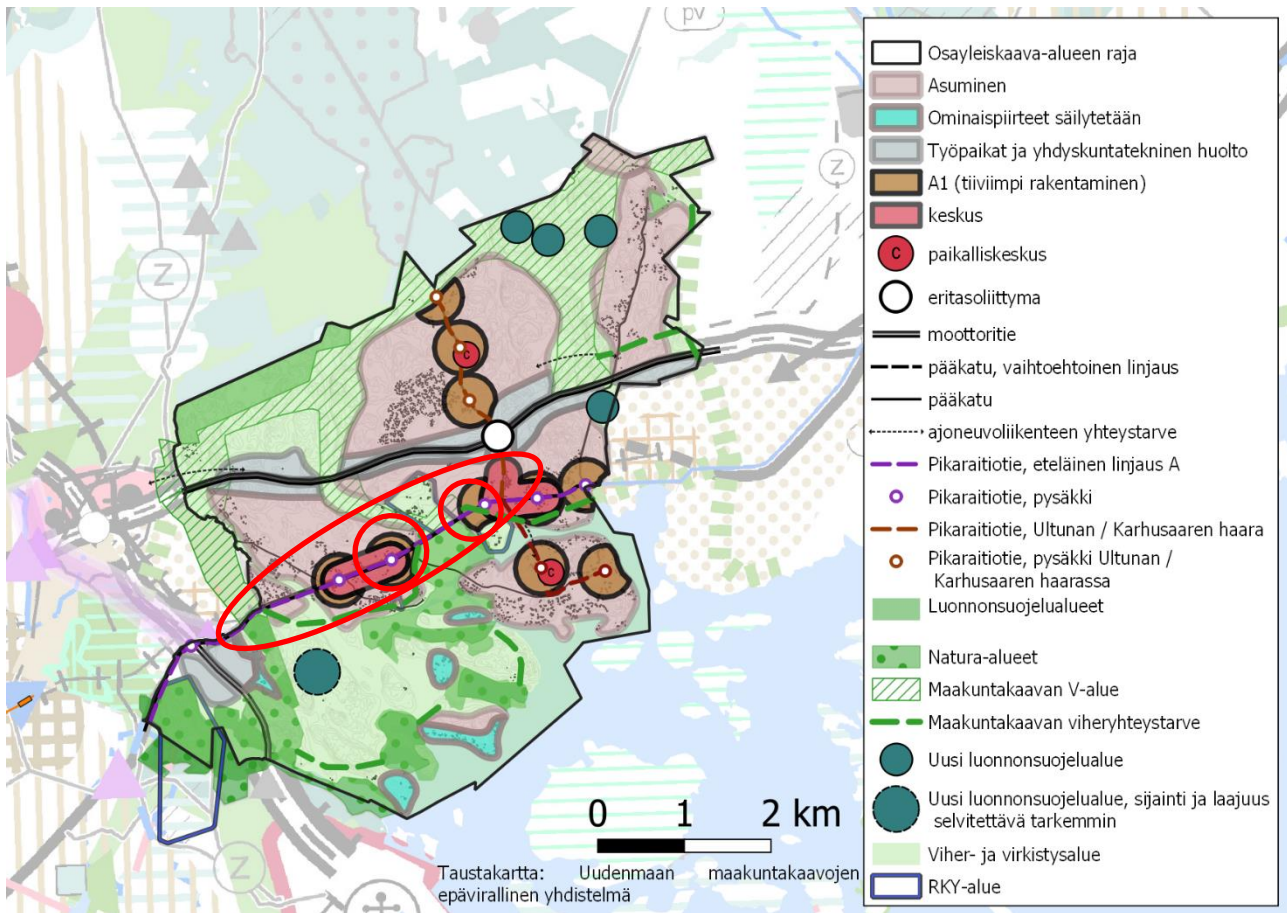 pv
Z
Z
Z
C
C
0 1 2 km
Taustakartta: Uudenmaan maakuntakaavojen
epävirallinen yhdistelmä
Osayleiskaava-alueen raja
Asuminen
Ominaispiirteet säilytetään
Työpaikat ja yhdyskuntatekninen huolto
A1 (tiiviimpi rakentaminen)
keskus
C
paikalliskeskus
eritasoliittyma
moottoritie
pääkatu, vaihtoehtoinen linjaus
pääkatu
ajoneuvoliikenteen yhteystarve
Pikaraitiotie, eteläinen linjaus A
Pikaraitiotie, pysäkki
Pikaraitiotie, Ultunan / Karhusaaren haara
Pikaraitiotie, pysäkki Ultunan /
Karhusaaren haarassa
Luonnonsuojelualueet
Natura-alueet
Maakuntakaavan V-alue
Maakuntakaavan viheryhteystarve
Uusi luonnonsuojelualue
Uusi luonnonsuojelualue, sijainti ja laajuus
selvitettävä tarkemmin
Viher- ja virkistysalue
RKY-alue